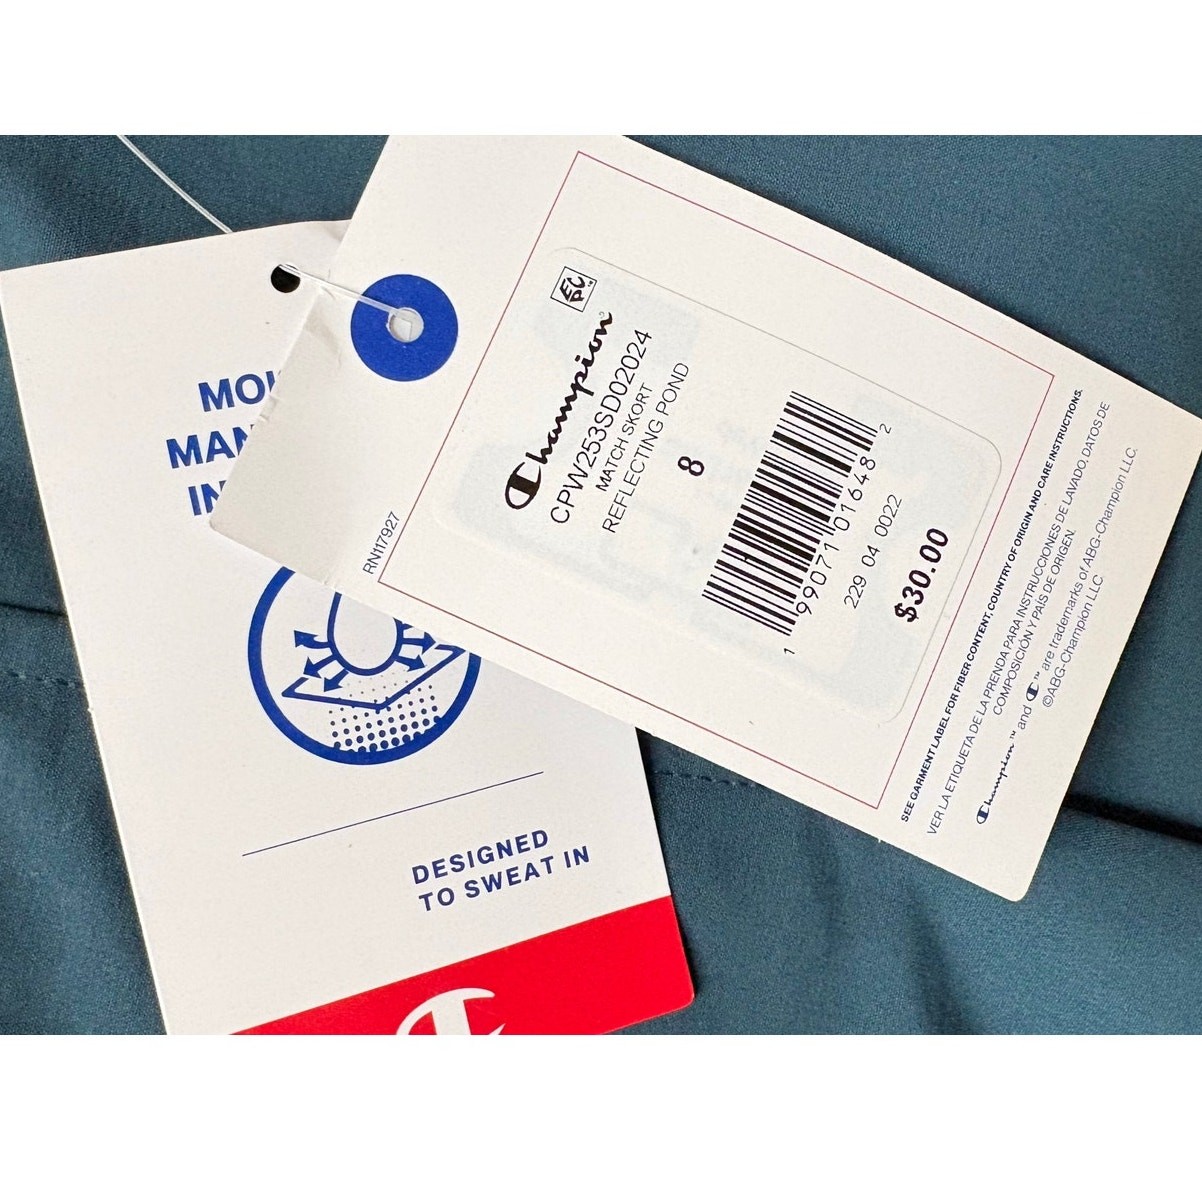 MOI
MAN
IN
DESIGNED
TO SWEAT IN
RN117927
EPC
Champion
CPW253SD02024
MATCH SKORT
REFLECTING POND
8
1 99071 01648 2
229 04 0022
$30.00
SEE GARMENT LABEL FOR FIBER CONTENT, COUNTRY OF ORIGIN AND CARE INSTRUCTIONS.
VER LA ETIQUETA DE LA PRENDA PARA INSTRUCCIONES DE LAVADO, DATOS DE
COMPOSICIÓN Y PAÍS DE ORIGEN.
Champion™ and C™ are trademarks of ABG-Champion LLC.
©ABG-Champion LLC